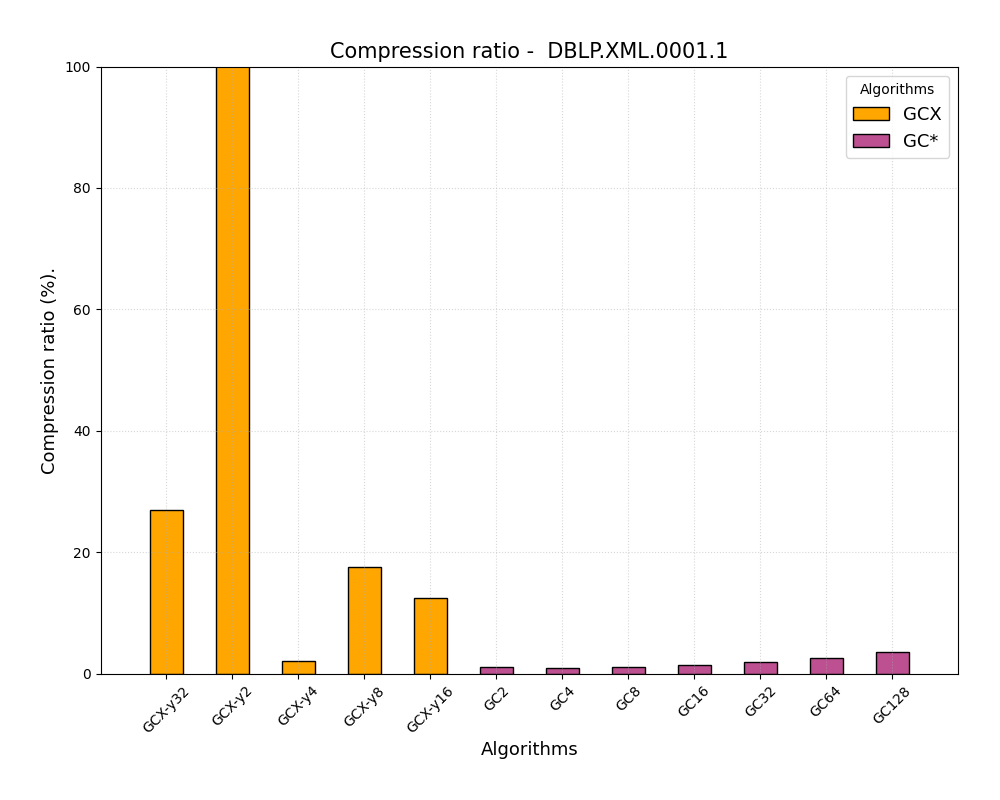 Compression ratio -  DBLP.XML.0001.1
Algorithms
GCX
GC*
Compression ratio (%).
100
80
60
40
20
0
GCX-y32
GCX-y2
GCX-y4
GCX-y8
GCX-y16
GC2
GC4
GC8
GC16
GC32
GC64
GC128
Algorithms